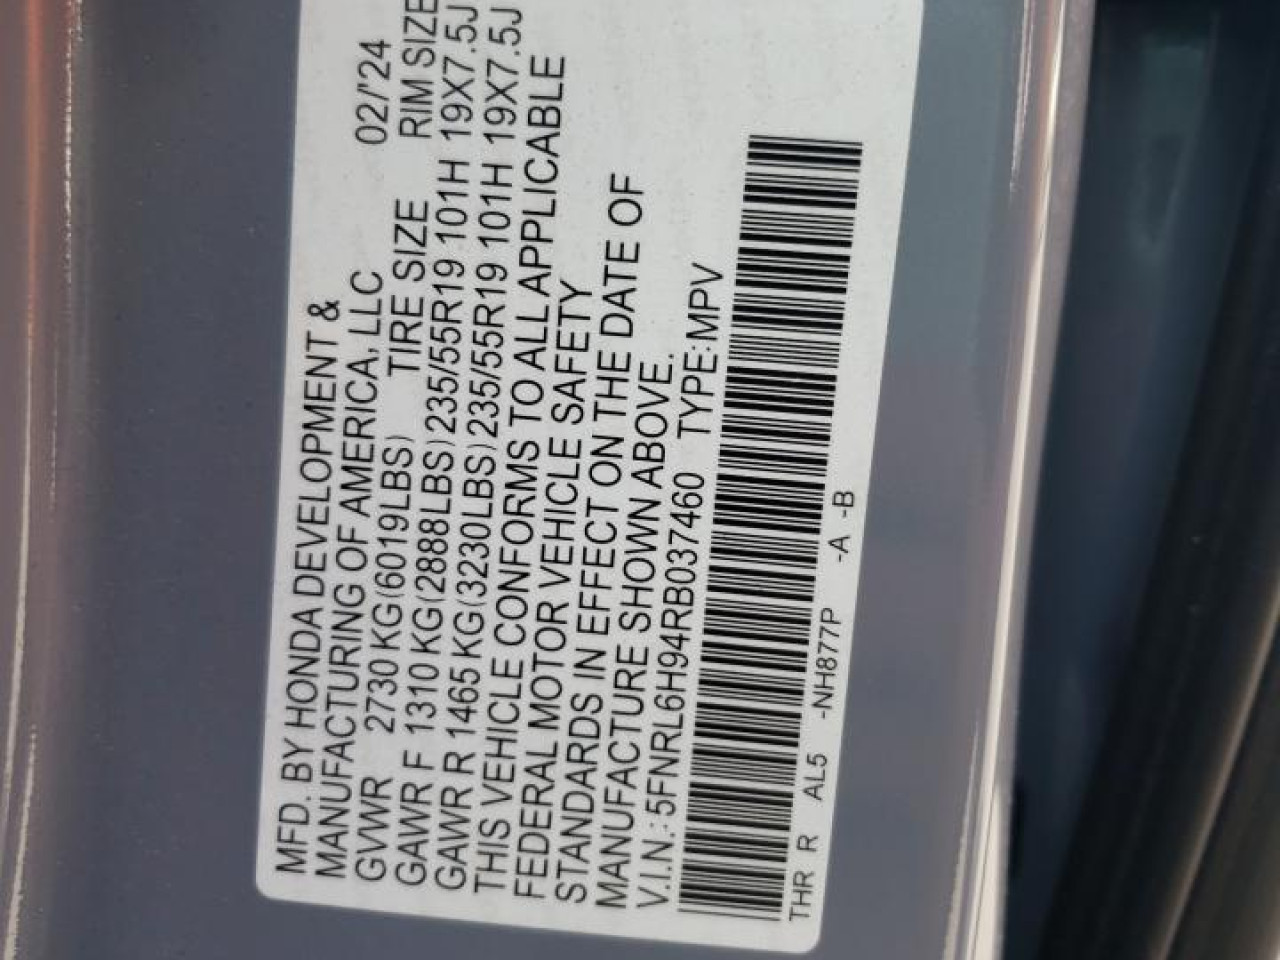 MFD. BY HONDA DEVELOPMENT &
MANUFACTURING OF AMERICA, LLC 02/'24
GVWR 2730 KG(6019LBS) TIRE SIZE RIM SIZE
GAWR F 1310 KG(2888LBS) 235/55R19 101H 19X7.5J
GAWR R 1465 KG(3230LBS) 235/55R19 101H 19X7.5J
THIS VEHICLE CONFORMS TO ALL APPLICABLE
FEDERAL MOTOR VEHICLE SAFETY
STANDARDS IN EFFECT ON THE DATE OF
MANUFACTURE SHOWN ABOVE.
V.I.N.: 5FNRL6H94RB037460 TYPE:MPV
THR R AL5 -NH877P -A -B